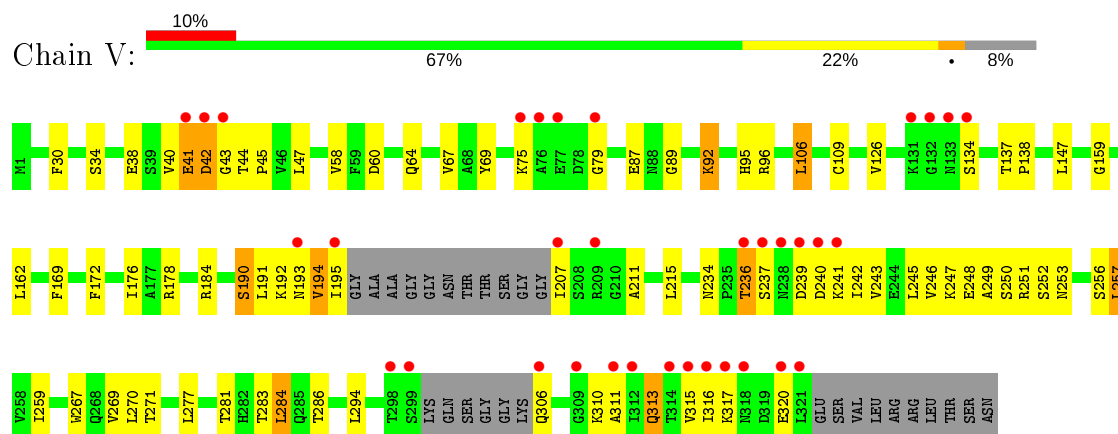 10%
Chain V:
67% 22% • 8%
M1 F30 S34 E38 S39 V40 E41 D42 G43 T44 P45 V46 L47 V58 F59 D60 Q64 V67 A68 Y69 K75 A76 E77 D78 G79 E87 N88 G89 K92 H95 R96 L106 C109 V126 K131 G132 N133 S134 T137 P138 L147 G159
L162 F169 F172 I176 A177 R178 R184 S190 L191 K192 N193 V194 I195 GLY ALA ALA GLY GLY ASN THR THR SER GLY GLY I207 S208 R209 G210 A211 L215 N234 P235 T236 S237 N238 D239 D240 K241 I242 V243 E244 L245 V246 K247 E248 A249 S250 R251 S252 N253 S256 L257
V258 I259 W267 Q268 V269 L270 T271 L277 T281 H282 T283 L284 Q285 T286 L294 T298 S299 LYS GLN SER GLY GLY LYS Q306 G309 K310 A311 I312 Q313 T314 V315 I316 K317 N318 D319 E320 L321 GLU SER VAL LEU ARG ARG LEU THR SER ASN